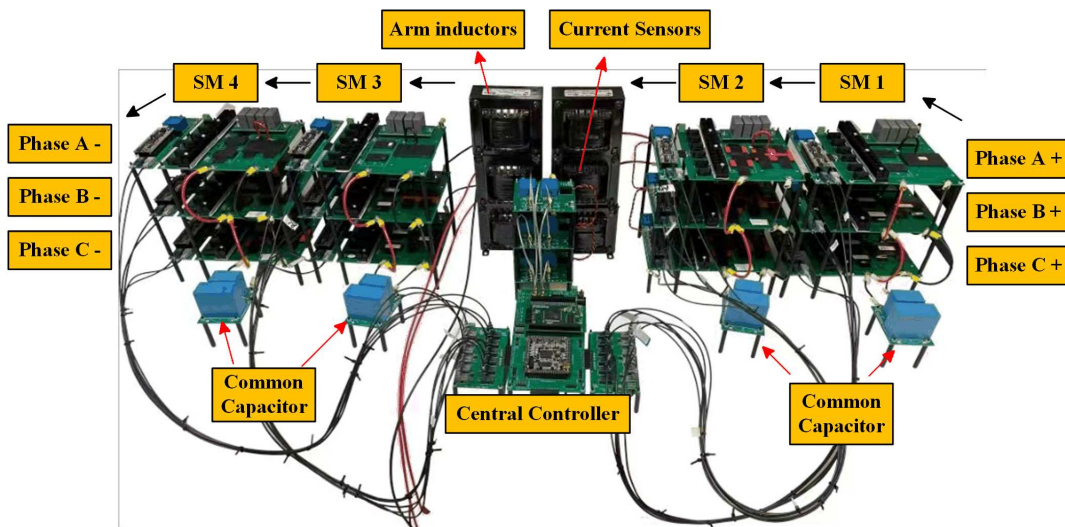 Arm inductors
Current Sensors
SM 4
SM 3
SM 2
SM 1
Phase A -
Phase A +
Phase B -
Phase B +
Phase C -
Phase C +
Common
Capacitor
Central Controller
Common
Capacitor